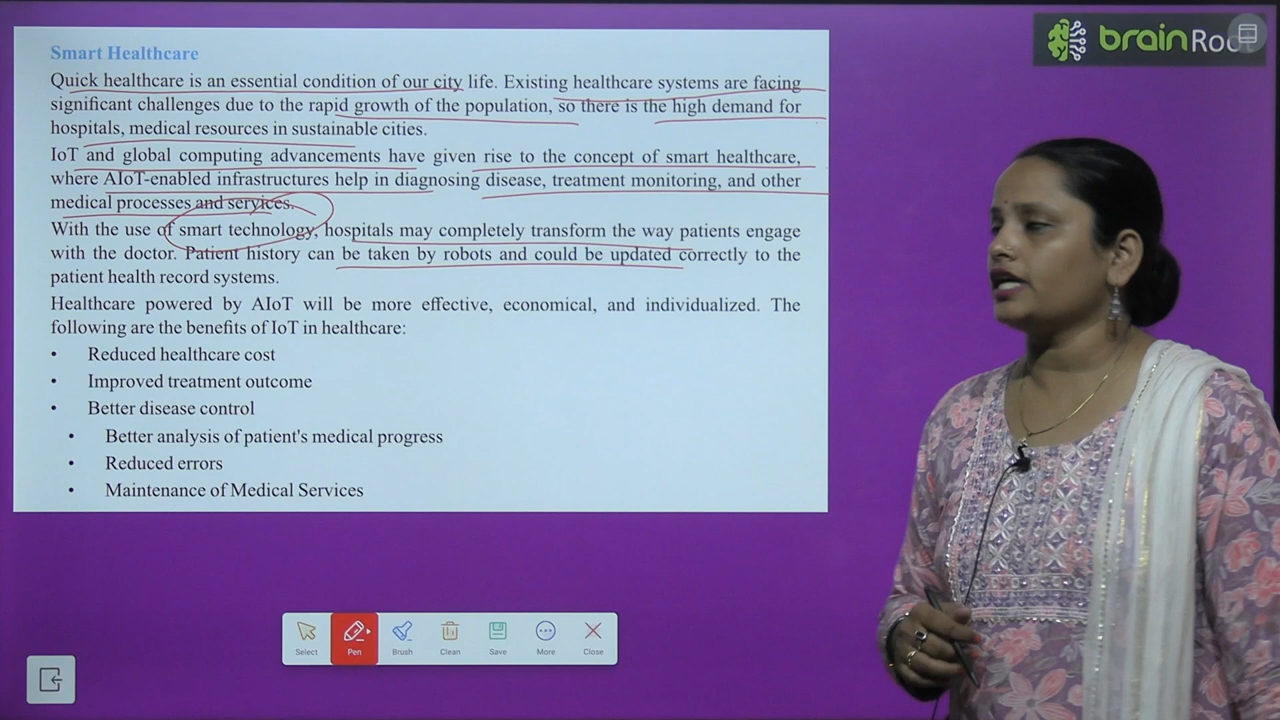 Smart Healthcare
Quick healthcare is an essential condition of our city life. Existing healthcare systems are facing
significant challenges due to the rapid growth of the population, so there is the high demand for
hospitals, medical resources in sustainable cities.
IoT and global computing advancements have given rise to the concept of smart healthcare,
where AIoT-enabled infrastructures help in diagnosing disease, treatment monitoring, and other
medical processes and services.
With the use of smart technology, hospitals may completely transform the way patients engage
with the doctor. Patient history can be taken by robots and could be updated correctly to the
patient health record systems.
Healthcare powered by AIoT will be more effective, economical, and individualized. The
following are the benefits of IoT in healthcare:
• Reduced healthcare cost
• Improved treatment outcome
• Better disease control
• Better analysis of patient's medical progress
• Reduced errors
• Maintenance of Medical Services
Select Pen Brush Clean Save More Close
brainRoot